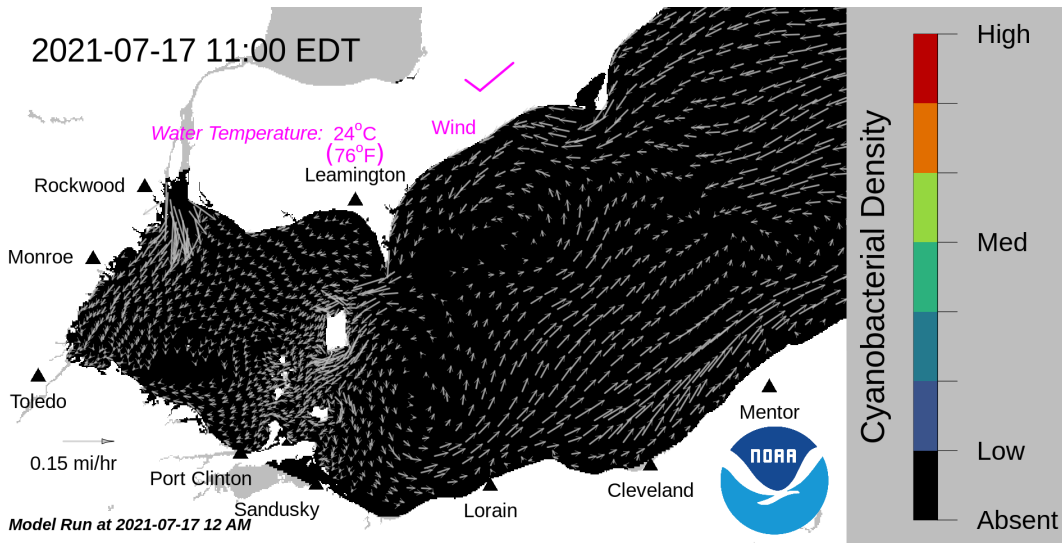 2021-07-17 11:00 EDT
Water Temperature: 24°C
(76°F)
Wind
Leamington
Rockwood
Monroe
Toledo
0.15 mi/hr
Port Clinton
Sandusky
Lorain
Cleveland
Mentor
NOAA
Model Run at 2021-07-17 12 AM
Cyanobacterial Density
High
Med
Low
Absent